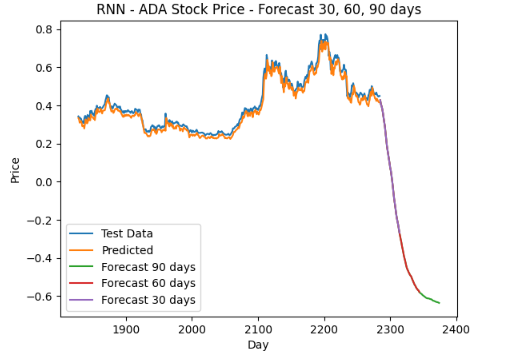 RNN - ADA Stock Price - Forecast 30, 60, 90 days
0.8
0.6
0.4
0.2
0.0
−0.2
−0.4
−0.6
Price
Test Data
Predicted
Forecast 90 days
Forecast 60 days
Forecast 30 days
1900 2000 2100 2200 2300 2400
Day